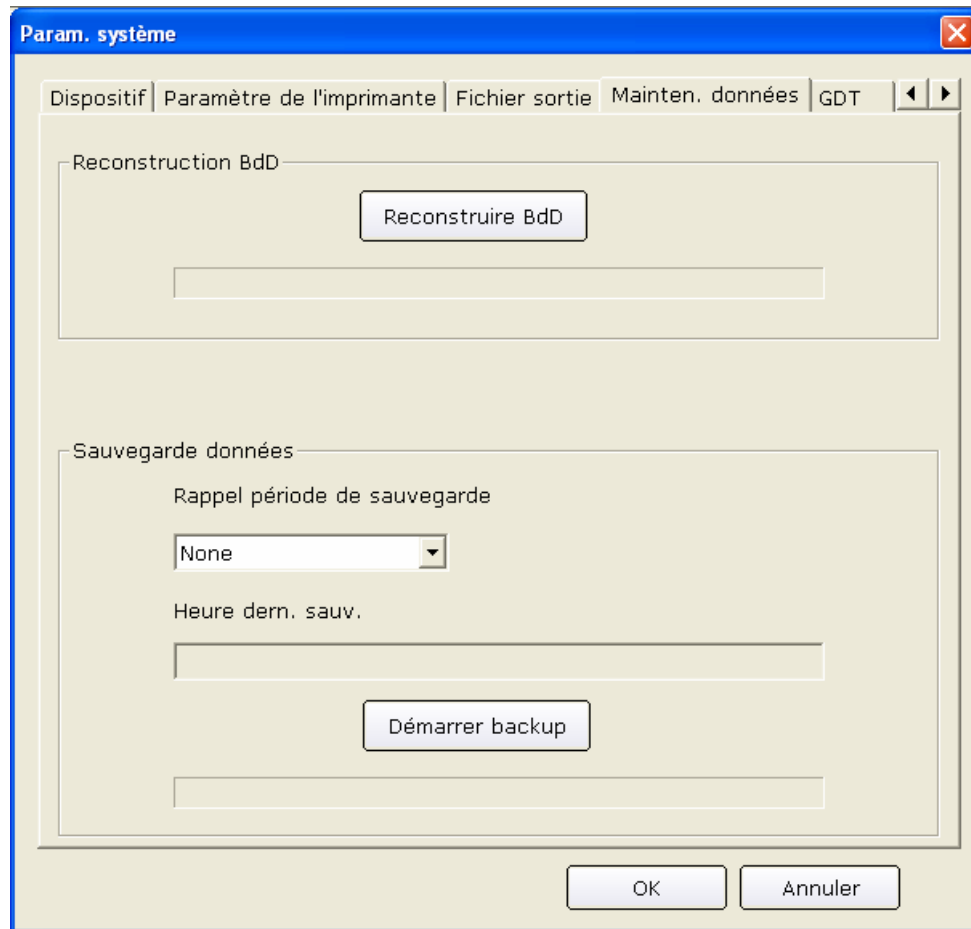 Param. système
Dispositif Paramètre de l'imprimante Fichier sortie Mainten. données GDT
Reconstruction BdD
Reconstruire BdD
Sauvegarde données
Rappel période de sauvegarde
None
Heure dern. sauv.
Démarrer backup
OK Annuler